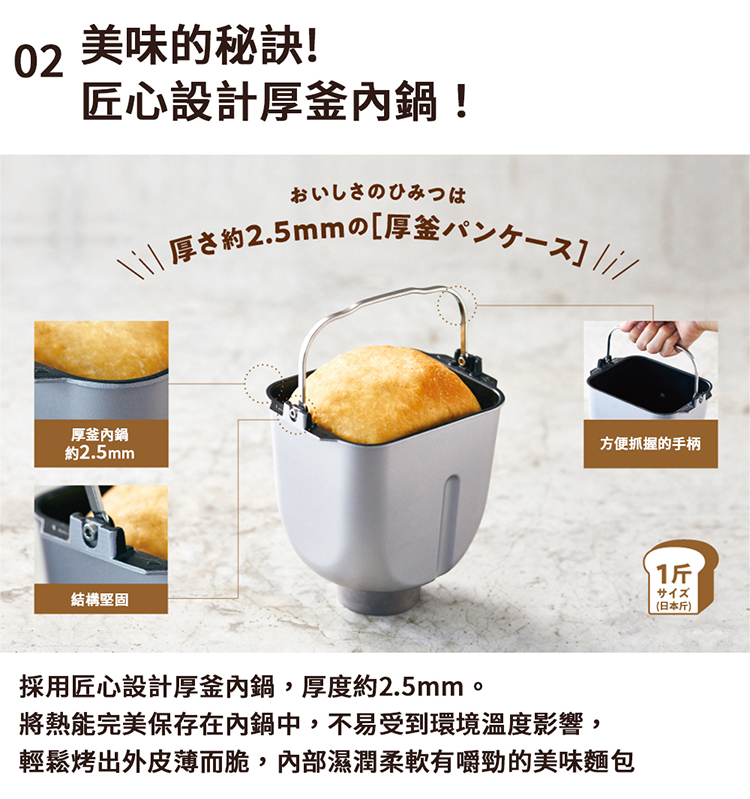 02
美味的秘訣!
匠心設計厚釜內鍋！
おいしさのひみつは
厚さ約2.5mmの[厚釜パンケース]
厚釜內鍋
約2.5mm
方便抓握的手柄
結構堅固
1斤
サイズ
(日本斤)
採用匠心設計厚釜內鍋，厚度約2.5mm。
將熱能完美保存在內鍋中，不易受到環境溫度影響，
輕鬆烤出外皮薄而脆，內部濕潤柔軟有嚼勁的美味麵包